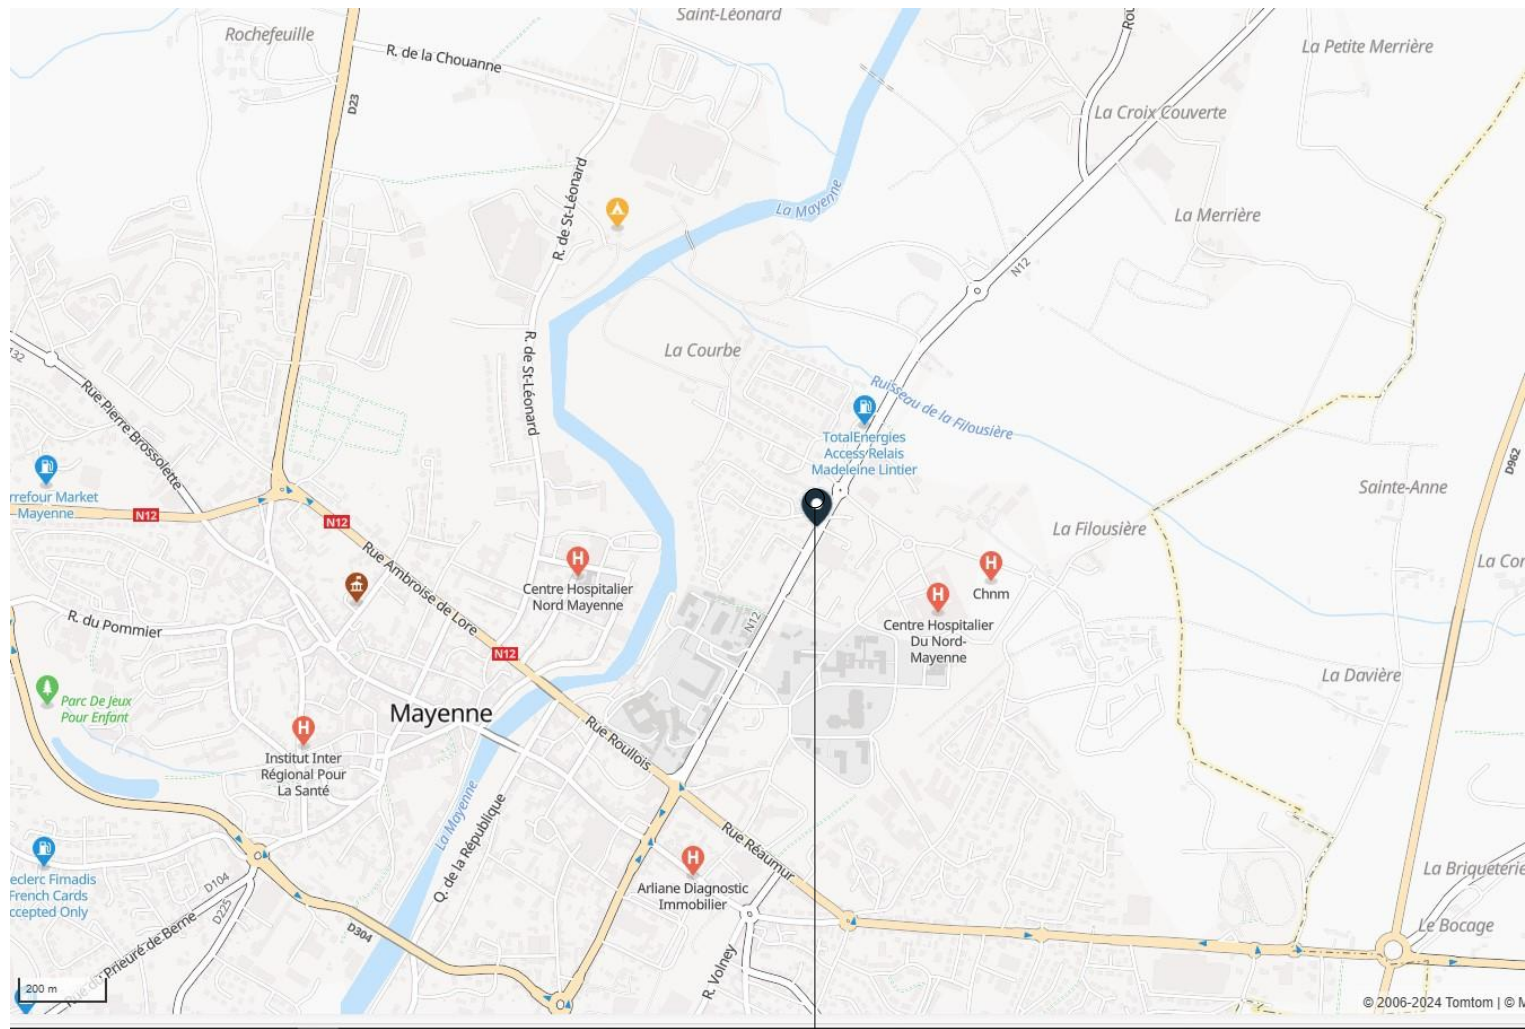 Saint-Léonard
Rochefeuille
La Petite Merrière
R. de la Chouanne
D23
La Croix Couverte
R. de St-Léonard
La Mayenne
La Merrière
N12
La Courbe
R. de St-Léonard
Ruisseau de la Filousière
Rue Pierre Brossolette
TotalEnergies
Access Relais
Madeleine Lintier
D962
Market
Mayenne
N12
N12
Sainte-Anne
La Filousière
Rue Ambroise de Lore
Centre Hospitalier
Nord Mayenne
Chnm
N12
Centre Hospitalier
Du Nord-
Mayenne
R. du Pommier
N12
La Davière
Parc De Jeux
Pour Enfant
Mayenne
Rue Roullois
Institut Inter
Régional Pour
La Santé
La Mayenne
Q. de la République
Rue Réaumur
Fimadis
French Cards
Only
D104
D225
Arliane Diagnostic
Immobilier
La Briqueterie
Le Bocage
D304
Prieuré de Berne
R. Volney
200 m
© 2006-2024 Tomtom | ©